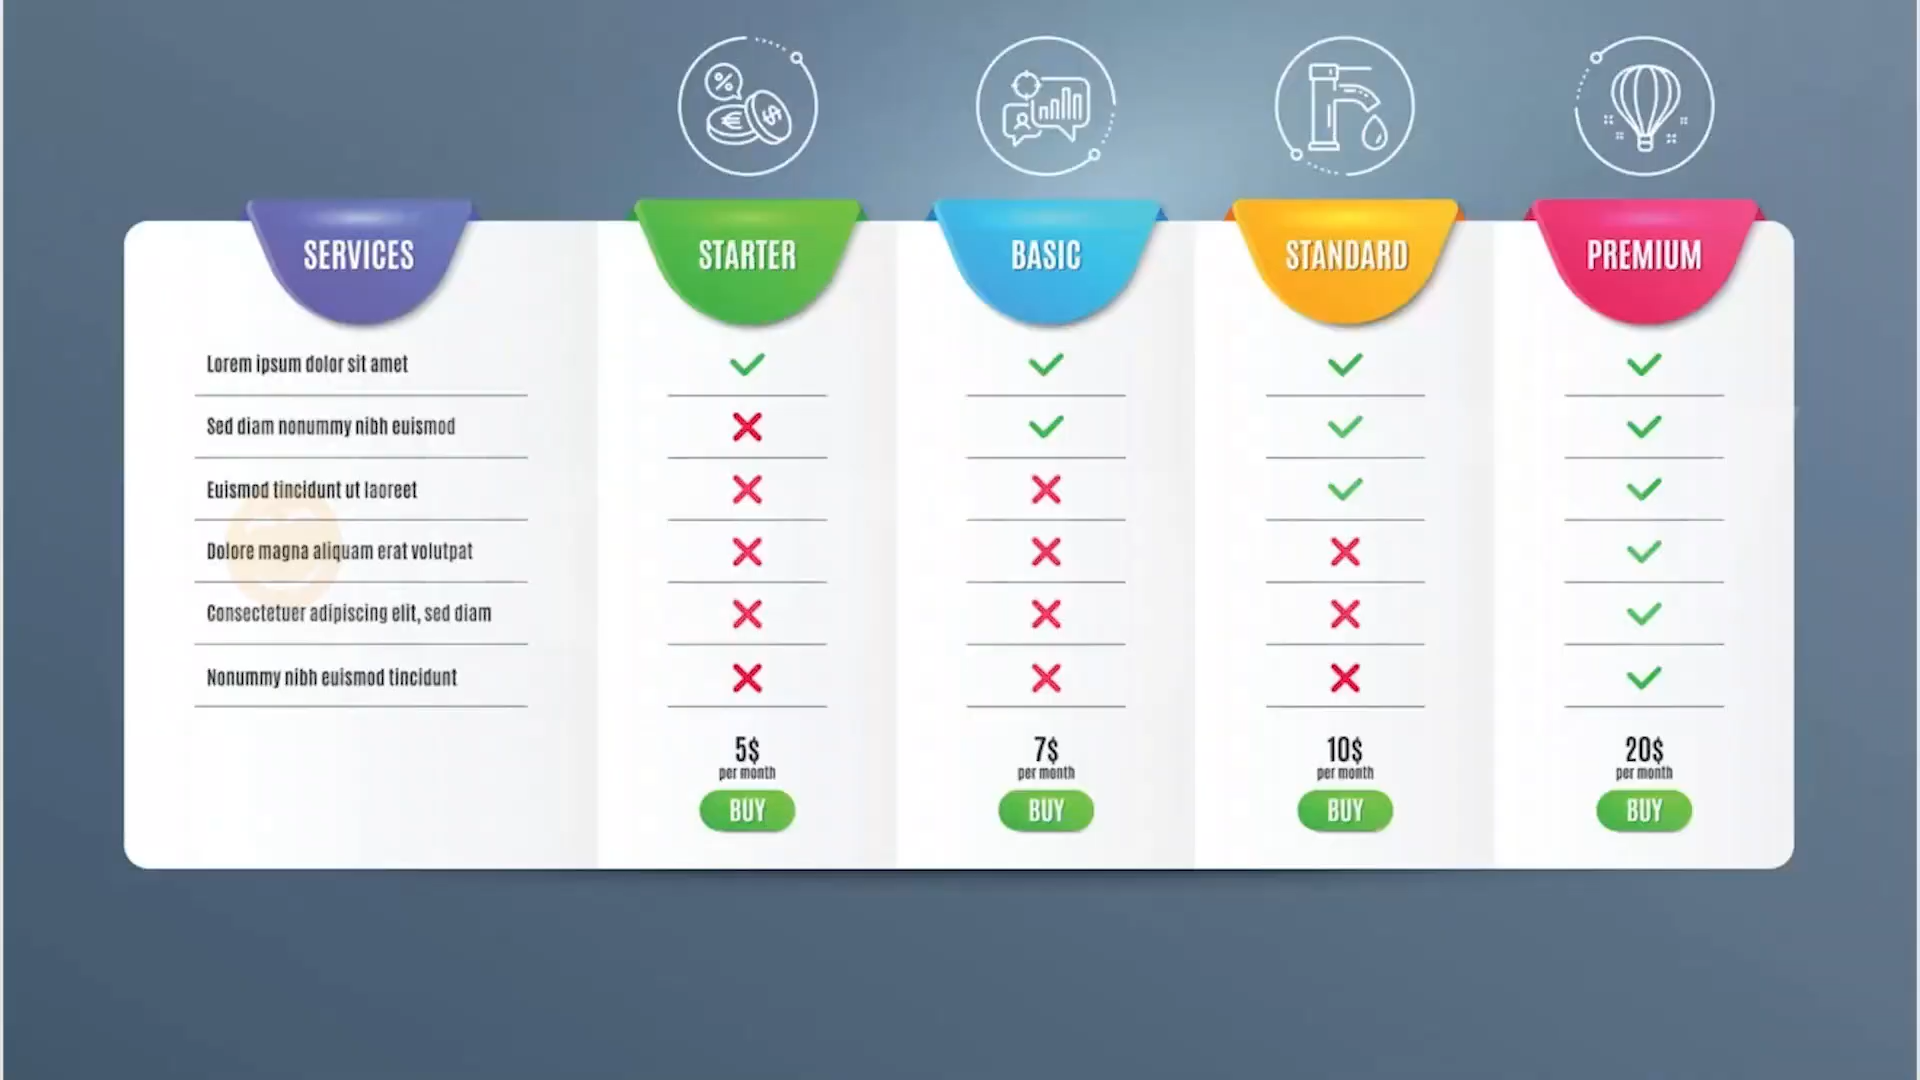 SERVICES
STARTER
BASIC
STANDARD
PREMIUM
Lorem ipsum dolor sit amet
Sed diam nonummy nibh euismod
Euismod tincidunt ut laoreet
Dolore magna aliquam erat volutpat
Consectetuer adipiscing elit, sed diam
Nonummy nibh euismod tincidunt
5$
per month
BUY
7$
per month
BUY
10$
per month
BUY
20$
per month
BUY